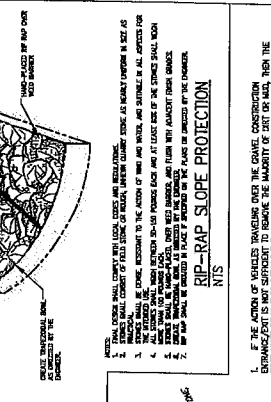 HAND-PLACED RIP RAP OVER
WEED BARRIER
CREATE TRAPEZOIDAL BOWL
AS DIRECTED BY THE
ENGINEER.
NOTES:
1. FINAL DESIGN SHALL COMPLY WITH LOCAL CODES AND REGULATIONS.
2. STONES SHALL CONSIST OF FIELD STONE OR ROUGH, UNHEWN QUARRY STONE AS NEARLY UNIFORM IN SIZE AS
PRACTICAL.
3. STONES SHALL BE DENSE, RESISTANT TO THE ACTION OF WIND AND WATER, AND SUITABLE IN ALL ASPECTS FOR
THE INTENDED USE.
4. ALL STONES SHALL WEIGH BETWEEN 50-150 POUNDS EACH AND AT LEAST 60% OF THE STONES SHALL WEIGH
MORE THAN 100 POUNDS EACH.
5. STONES SHALL BE HAND-PLACED, OVER WEED BARRIER AND FLUSH WITH ADJACENT FINISH GRADES.
6. CREATE TRAPEZOIDAL BOWL AS DIRECTED BY THE ENGINEER.
7. RIP RAP SHALL BE GROUTED IN PLACE IF SPECIFIED ON THE PLANS OR DIRECTED BY THE ENGINEER.
RIP-RAP SLOPE PROTECTION
NTS
1. IF THE ACTION OF VEHICLES TRAVELING OVER THE GRAVEL CONSTRUCTION
ENTRANCE/EXIT IS NOT SUFFICIENT TO REMOVE THE MAJORITY OF DIRT OR MUD, THEN THE